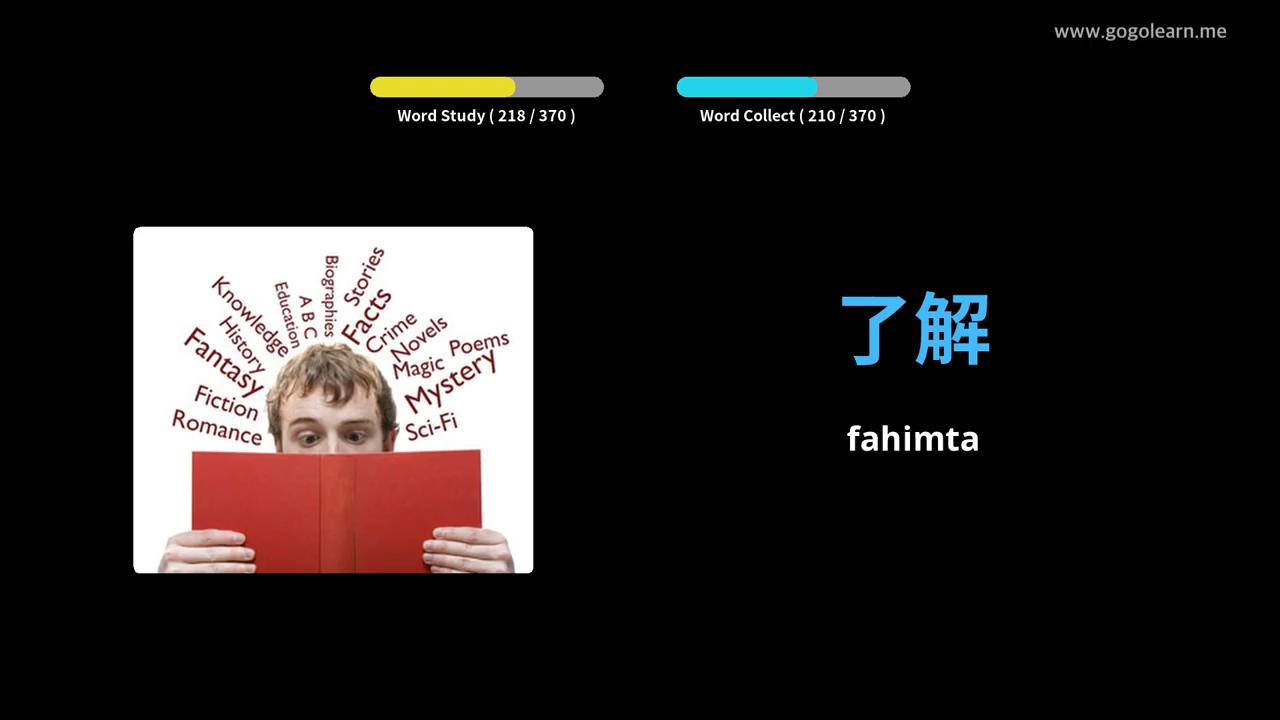 www.gogolearn.me
Word Study ( 218 / 370 )
Word Collect ( 210 / 370 )
Biographies
Stories
Education
A B C
Facts
Knowledge
Crime
History
Novels
Fantasy
Magic
Poems
Mystery
Fiction
Romance
Sci-Fi
了解
fahimta